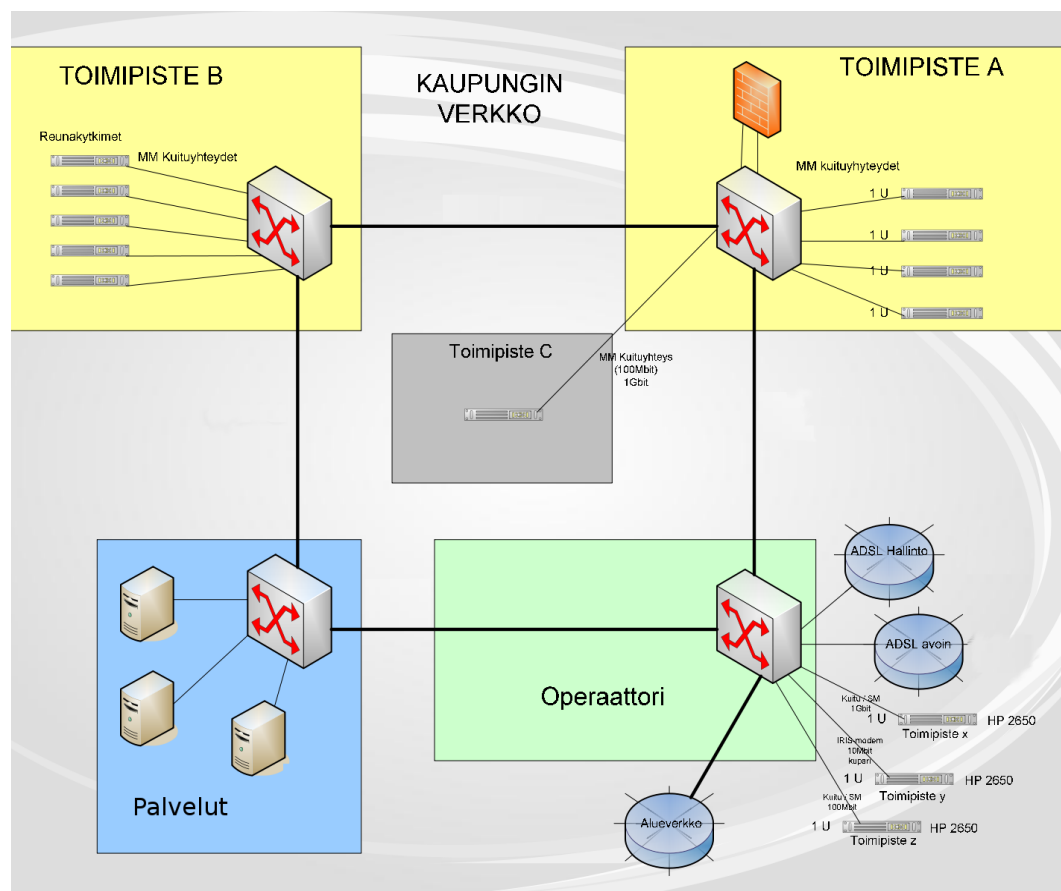 TOIMIPISTE B
KAUPUNGIN
VERKKO
TOIMIPISTE A
Reunakytkimet
MM Kuituyhteydet
MM kuituyhyteydet
1 U
1 U
1 U
1 U
Toimipiste C
MM Kuituyhteys
(100Mbit)
1Gbit
ADSL Hallinto
ADSL avoin
Operaattori
Kuitu / SM
1Gbit
1 U
HP 2650
Toimipiste x
IRIS-modem
10Mbit
kupari
1 U
HP 2650
Toimipiste y
Kuitu / SM
100Mbit
1 U
HP 2650
Toimipiste z
Palvelut
Alueverkko